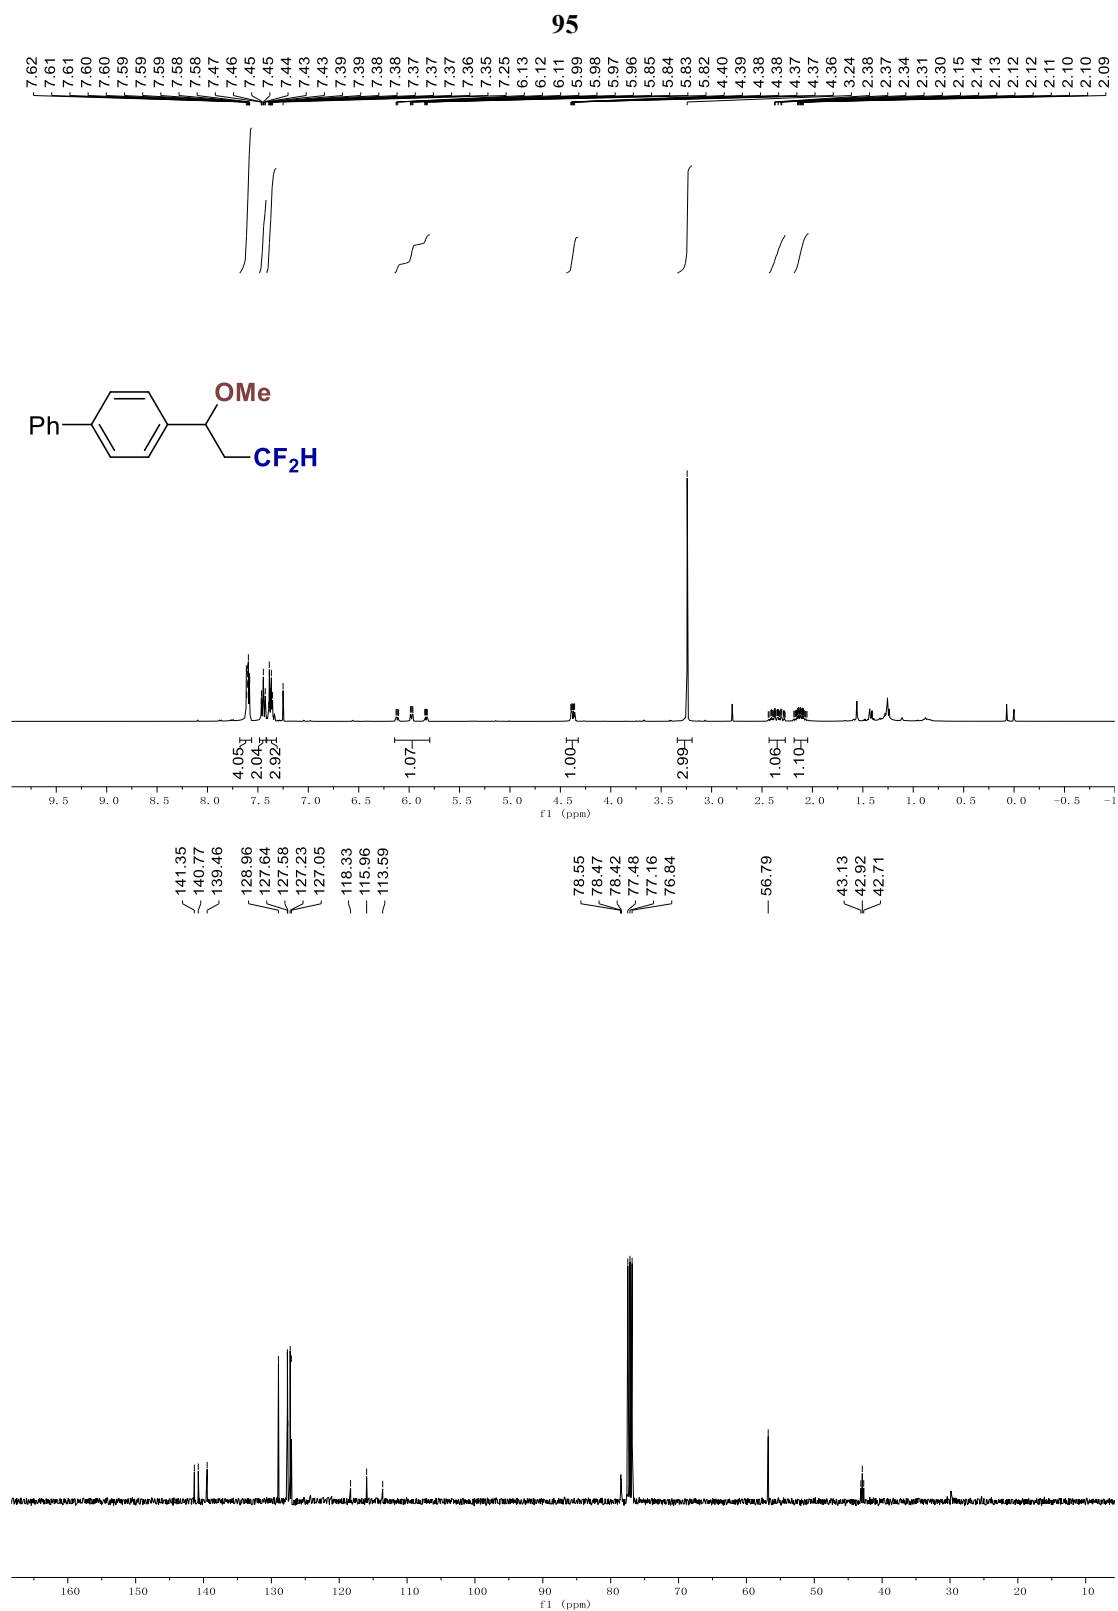 95
7.62 7.61 7.61 7.60 7.60 7.59 7.59 7.59 7.58 7.58 7.47 7.46 7.45 7.45 7.44 7.43 7.43 7.39 7.39 7.38 7.38 7.37 7.37 7.37 7.36 7.35 7.25 6.13 6.12 6.11 5.99 5.98 5.97 5.96 5.85 5.84 5.83 5.82 4.40 4.39 4.38 4.38 4.37 4.37 4.36 3.24 2.38 2.37 2.34 2.31 2.30 2.15 2.14 2.13 2.12 2.12 2.11 2.10 2.10 2.09
OMe
Ph
CF2H
4.05 2.04 2.92 1.07 1.00 2.99 1.06 1.10
9.5 9.0 8.5 8.0 7.5 7.0 6.5 6.0 5.5 5.0 4.5 4.0 3.5 3.0 2.5 2.0 1.5 1.0 0.5 0.0 -0.5 -1
f1 (ppm)
141.35 140.77 139.46 128.96 127.64 127.58 127.23 127.05 118.33 115.96 113.59 78.55 78.47 78.42 77.48 77.16 76.84 56.79 43.13 42.92 42.71
160 150 140 130 120 110 100 90 80 70 60 50 40 30 20 10
f1 (ppm)